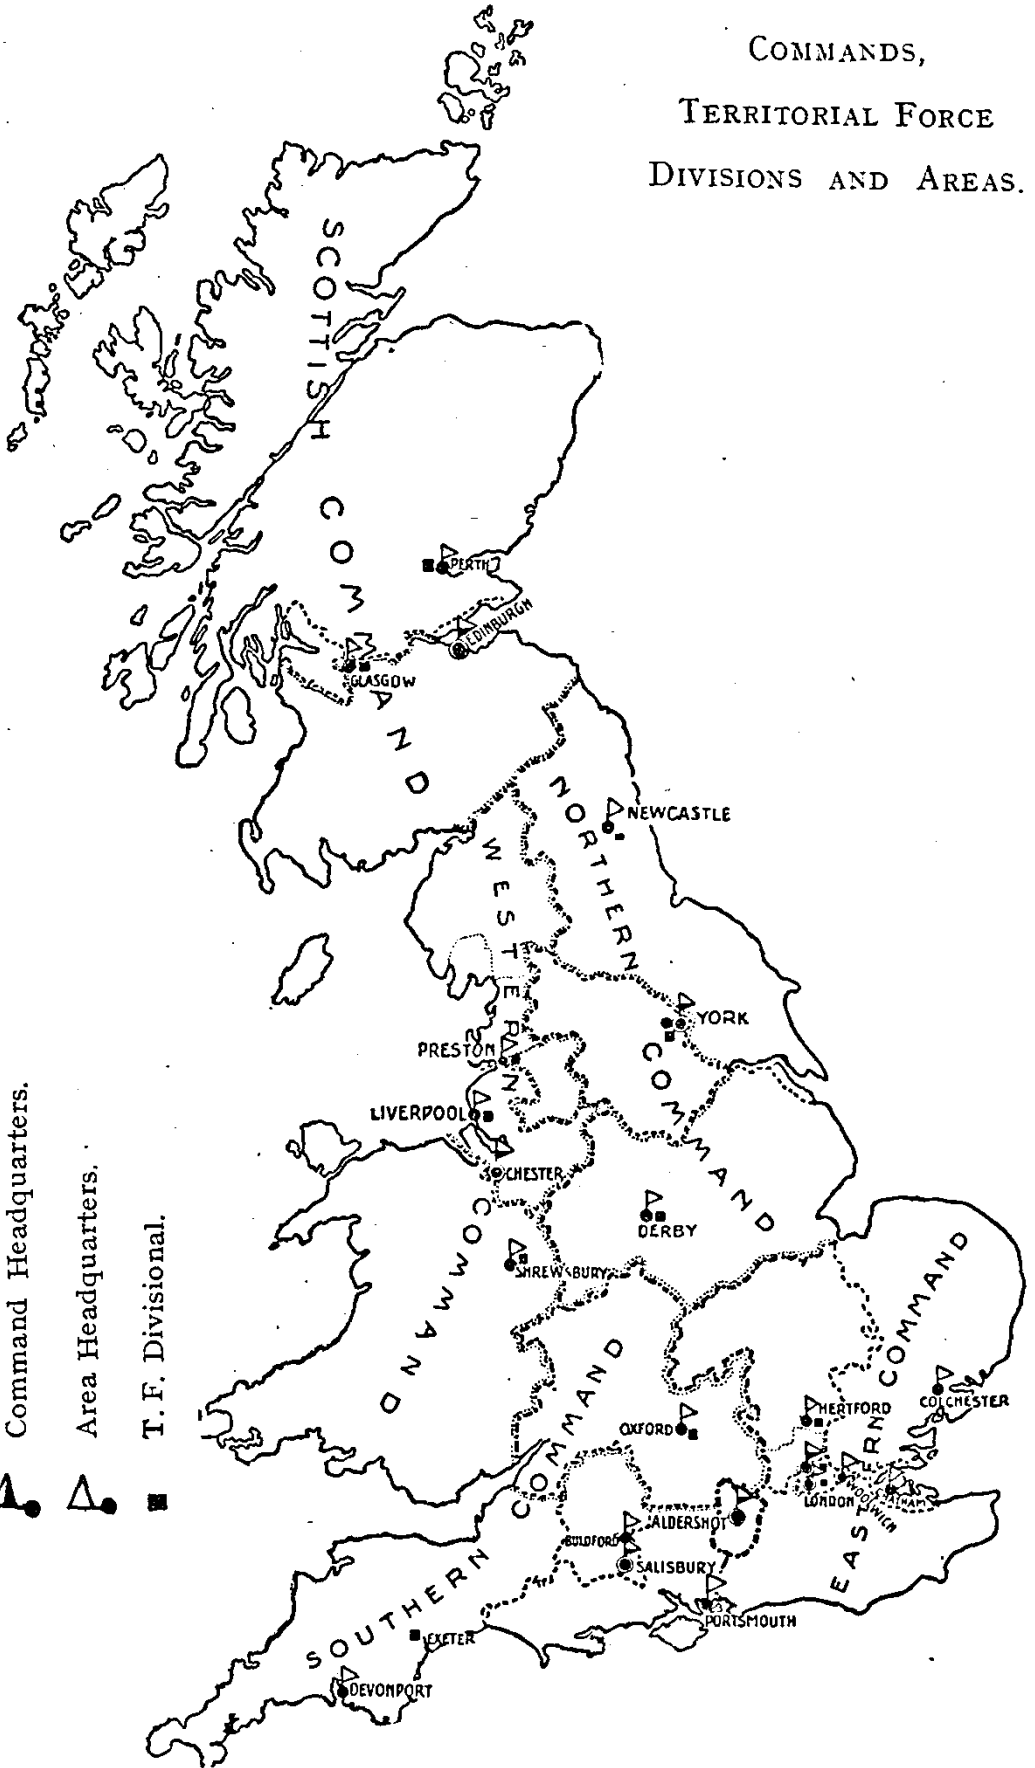 COMMANDS,
TERRITORIAL FORCE
DIVISIONS AND AREAS.
SCOTTISH COMMAND
PERTH
EDINBURGH
GLASGOW
NORTHERN COMMAND
NEWCASTLE
WESTERN COMMAND
YORK
PRESTON
LIVERPOOL
CHESTER
DERBY
SHREWSBURY
EASTERN COMMAND
HERTFORD
COLCHESTER
OXFORD
LONDON
WOOLWICH
CHATHAM
SOUTHERN COMMAND
ALDERSHOT
BULDFORD
SALISBURY
PORTSMOUTH
EXETER
DEVONPORT
Command Headquarters.
Area Headquarters.
T. F. Divisional.